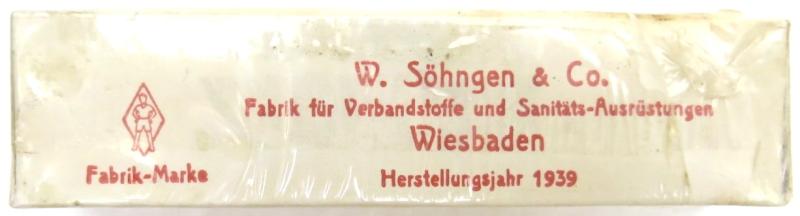 W. Söhngen & Co.
Fabrik für Verbandstoffe und Sanitäts-Ausrüstungen
Wiesbaden
Fabrik-Marke
Herstellungsjahr 1939